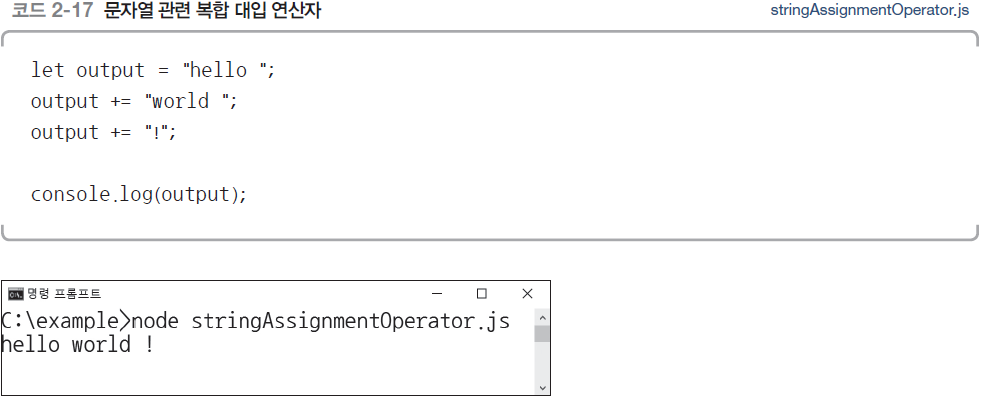 코드 2-17 문자열 관련 복합 대입 연산자 stringAssignmentOperator.js
let output = "hello ";
output += "world ";
output += "!";
console.log(output);
명령 프롬프트
C:\example>node stringAssignmentOperator.js
hello world !